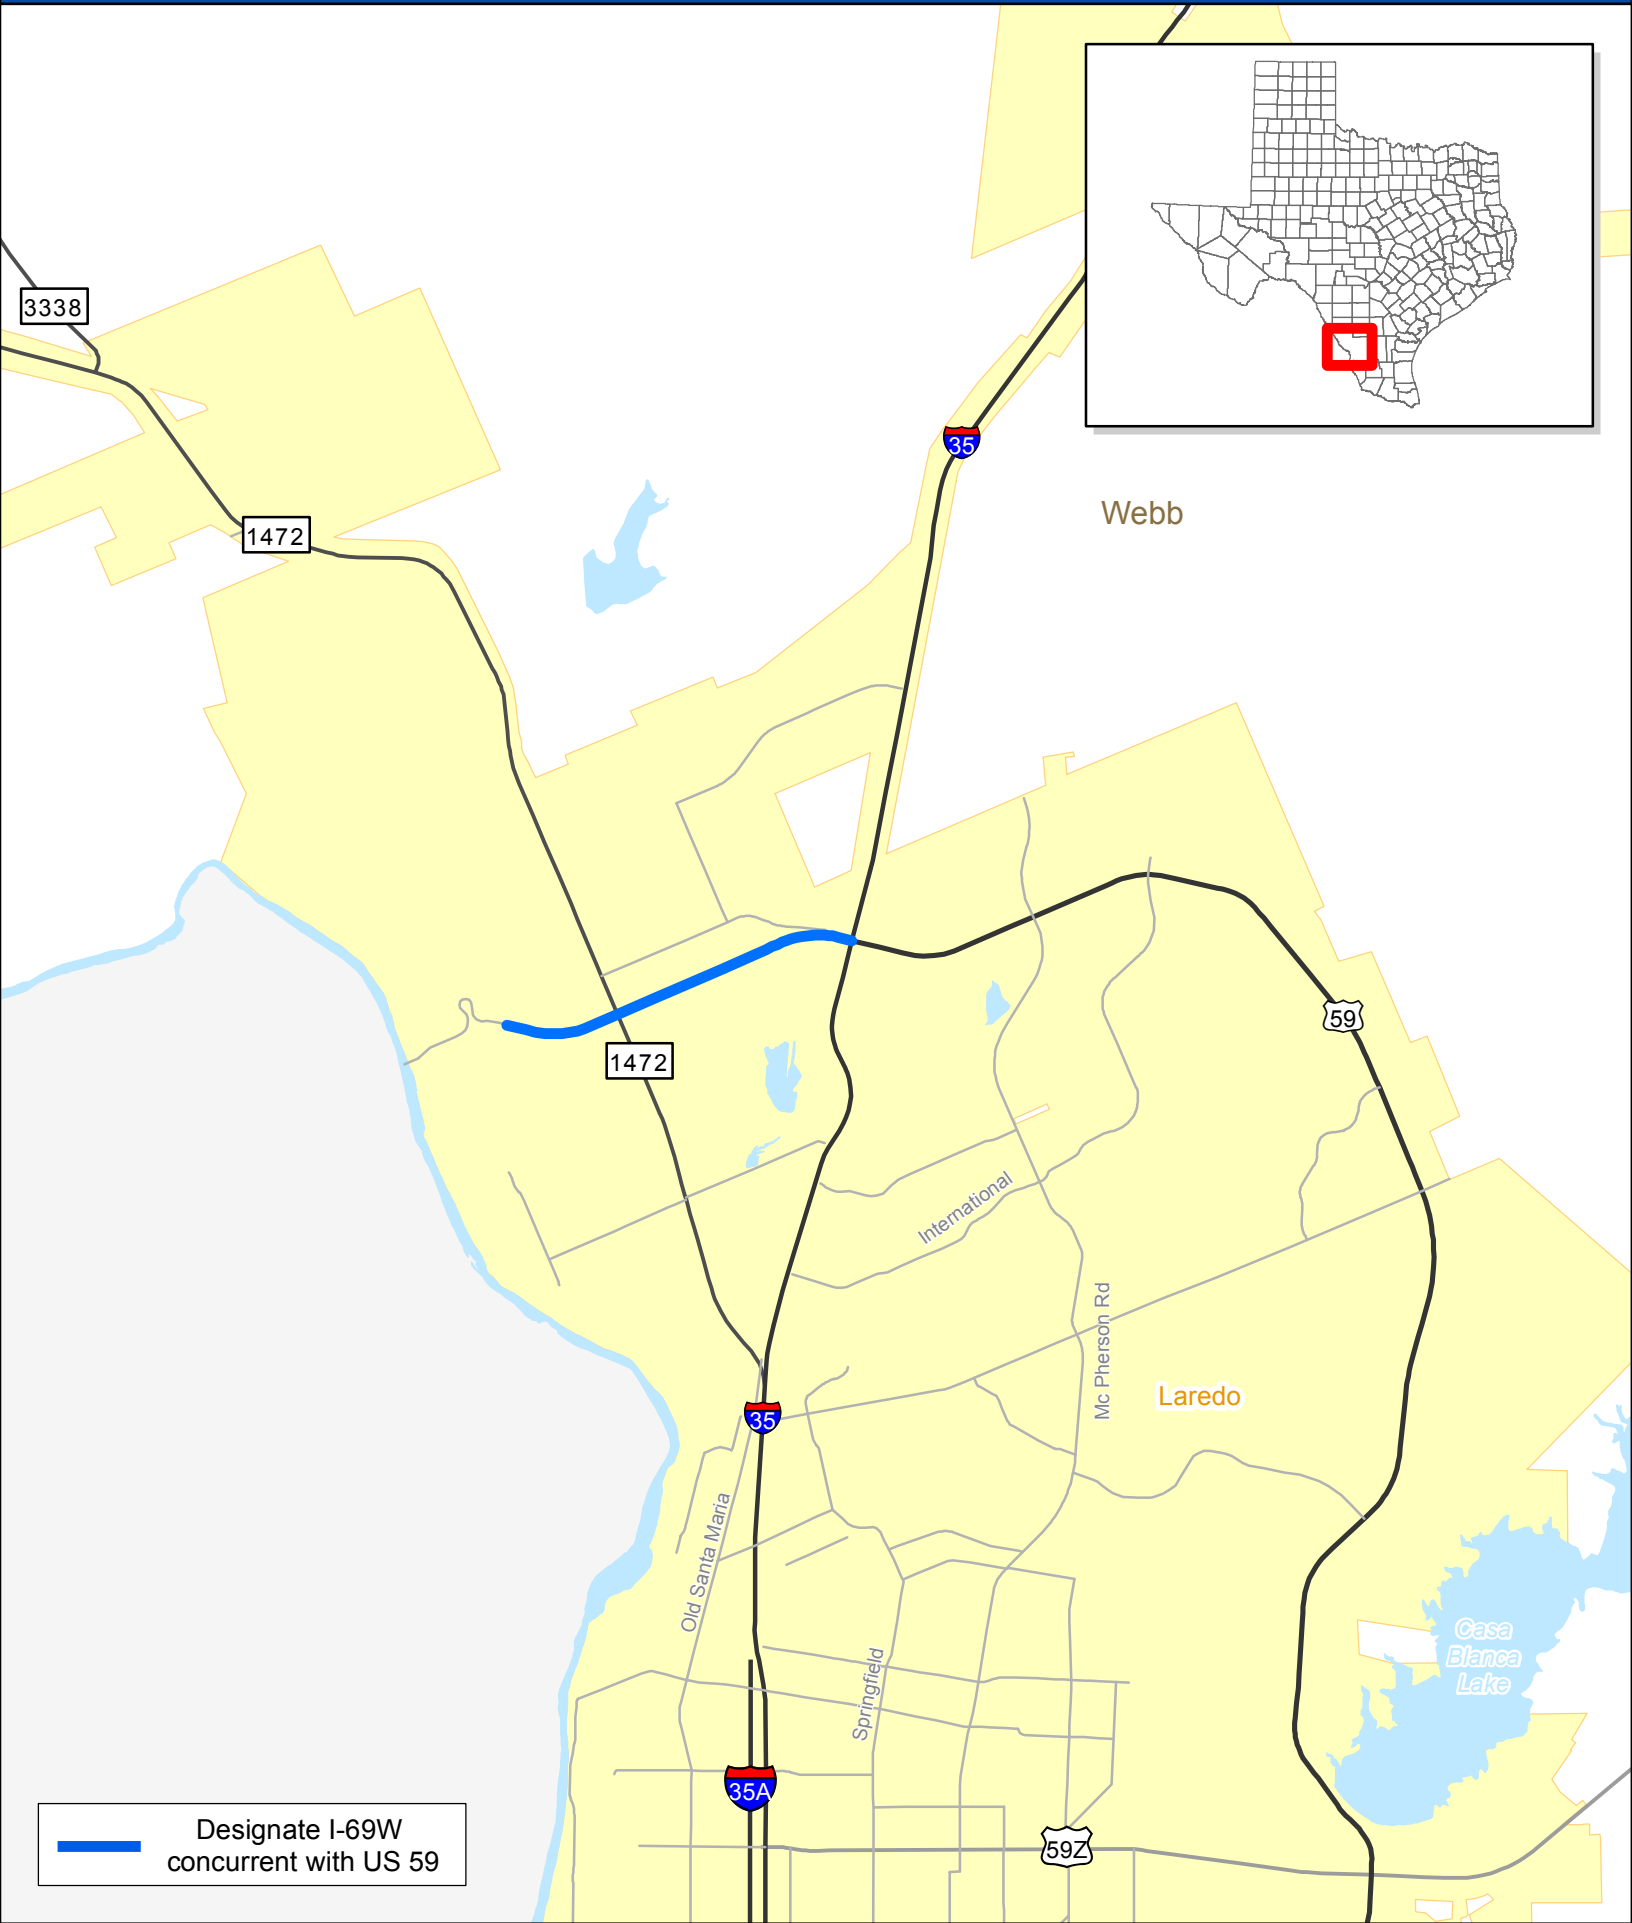 3338
35
Webb
1472
59
1472
International
Mc Pherson Rd
Laredo
35
Old Santa Maria
Casa
Blanca
Lake
Springfield
35A
59Z
Designate I-69W
concurrent with US 59